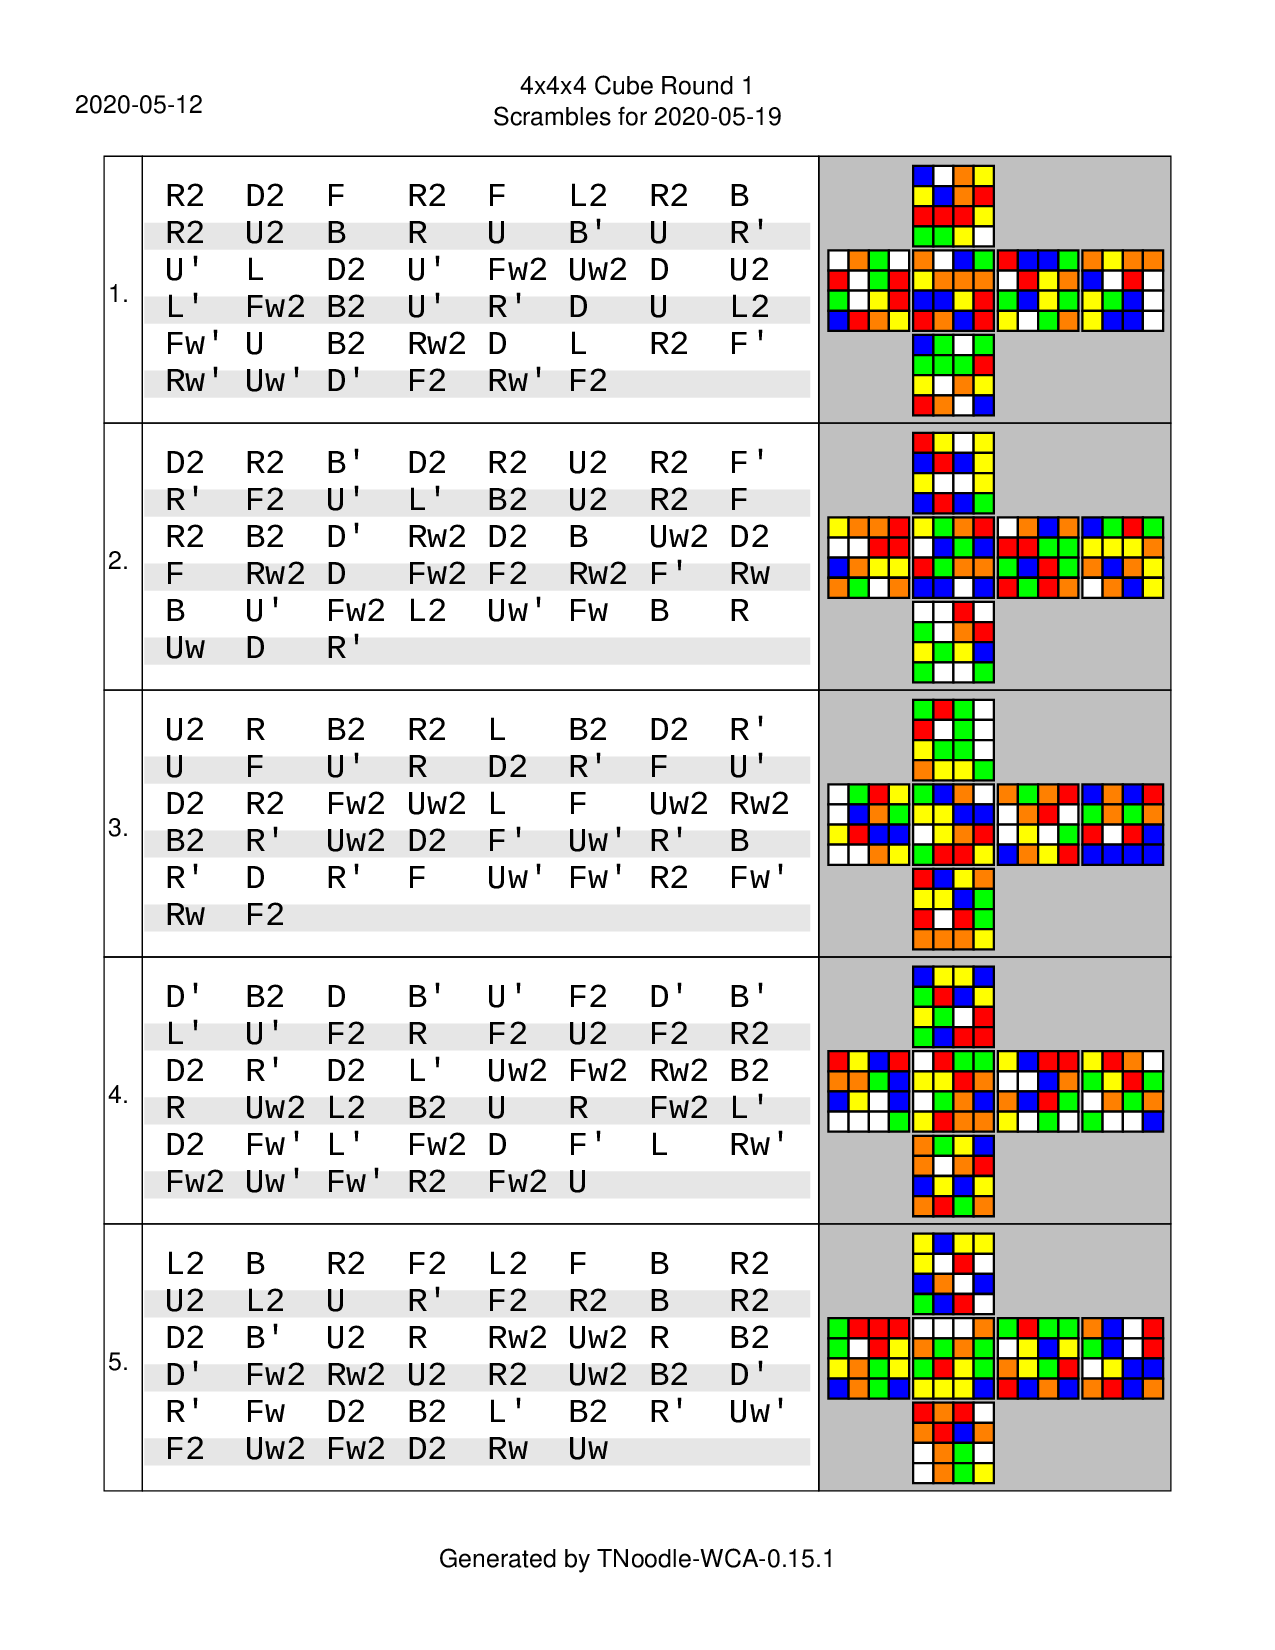 4x4x4 Cube Round 1
2020-05-12
Scrambles for 2020-05-19
1.
R2 D2 F R2 F L2 R2 B
R2 U2 B R U B' U R'
U' L D2 U' Fw2 Uw2 D U2
L' Fw2 B2 U' R' D U L2
Fw' U B2 Rw2 D L R2 F'
Rw' Uw' D' F2 Rw' F2
2.
D2 R2 B' D2 R2 U2 R2 F'
R' F2 U' L' B2 U2 R2 F
R2 B2 D' Rw2 D2 B Uw2 D2
F Rw2 D Fw2 F2 Rw2 F' Rw
B U' Fw2 L2 Uw' Fw B R
Uw D R'
3.
U2 R B2 R2 L B2 D2 R'
U F U' R D2 R' F U'
D2 R2 Fw2 Uw2 L F Uw2 Rw2
B2 R' Uw2 D2 F' Uw' R' B
R' D R' F Uw' Fw' R2 Fw'
Rw F2
4.
D' B2 D B' U' F2 D' B'
L' U' F2 R F2 U2 F2 R2
D2 R' D2 L' Uw2 Fw2 Rw2 B2
R Uw2 L2 B2 U R Fw2 L'
D2 Fw' L' Fw2 D F' L Rw'
Fw2 Uw' Fw' R2 Fw2 U
5.
L2 B R2 F2 L2 F B R2
U2 L2 U R' F2 R2 B R2
D2 B' U2 R Rw2 Uw2 R B2
D' Fw2 Rw2 U2 R2 Uw2 B2 D'
R' Fw D2 B2 L' B2 R' Uw'
F2 Uw2 Fw2 D2 Rw Uw
Generated by TNoodle-WCA-0.15.1